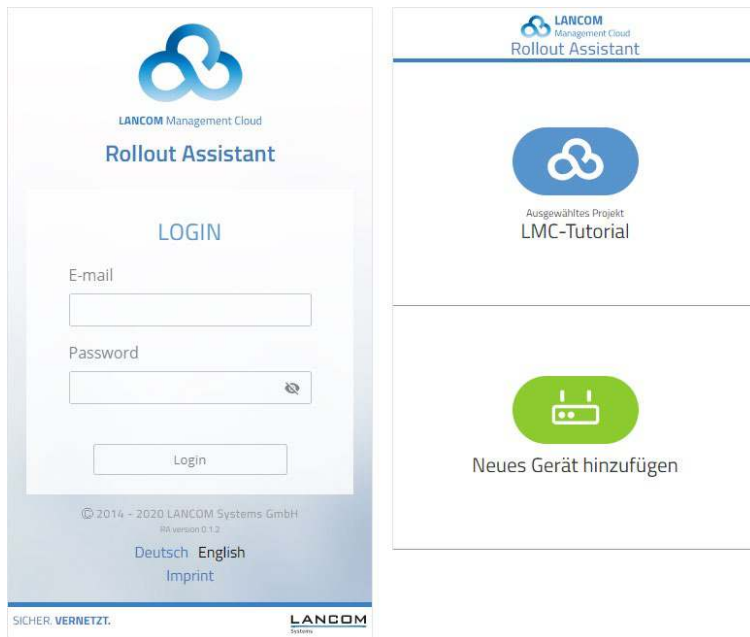 LANCOM Management Cloud
Rollout Assistant
LOGIN
E-mail
Password
Login
© 2014 - 2020 LANCOM Systems GmbH
RA version 0.1.2
Deutsch English
Imprint
SICHER. VERNETZT.
LANCOM
Systems
LANCOM
Management Cloud
Rollout Assistant
Ausgewähltes Projekt
LMC-Tutorial
Neues Gerät hinzufügen